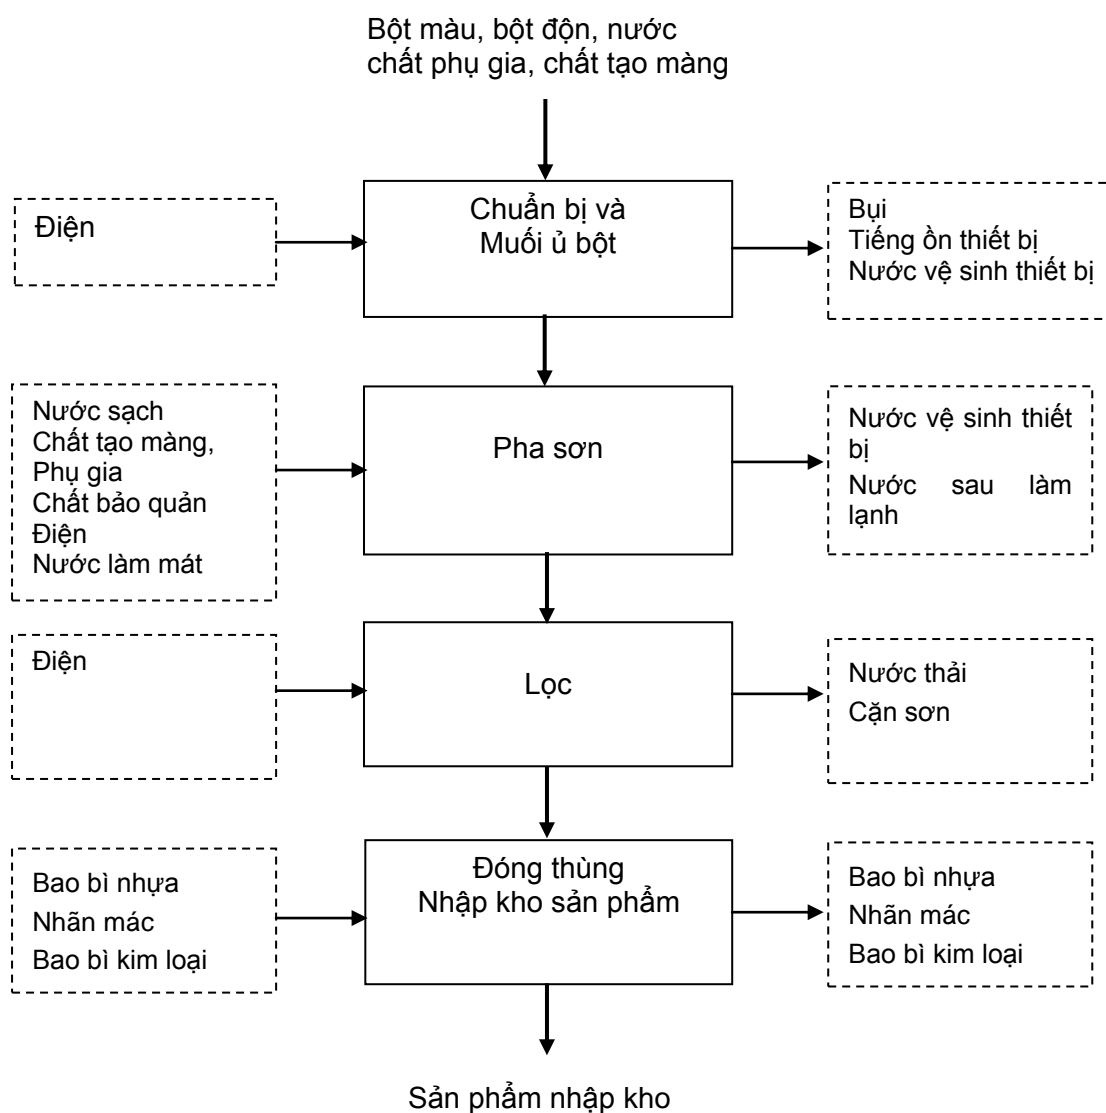 Bột màu, bột độn, nước
chất phụ gia, chất tạo màng
Điện
Chuẩn bị và
Muối ủ bột
Bụi
Tiếng ồn thiết bị
Nước vệ sinh thiết bị
Nước sạch
Chất tạo màng,
Phụ gia
Chất bảo quản
Điện
Nước làm mát
Pha sơn
Nước vệ sinh thiết
bị
Nước sau làm
lạnh
Điện
Lọc
Nước thải
Cặn sơn
Bao bì nhựa
Nhãn mác
Bao bì kim loại
Đóng thùng
Nhập kho sản phẩm
Bao bì nhựa
Nhãn mác
Bao bì kim loại
Sản phẩm nhập kho